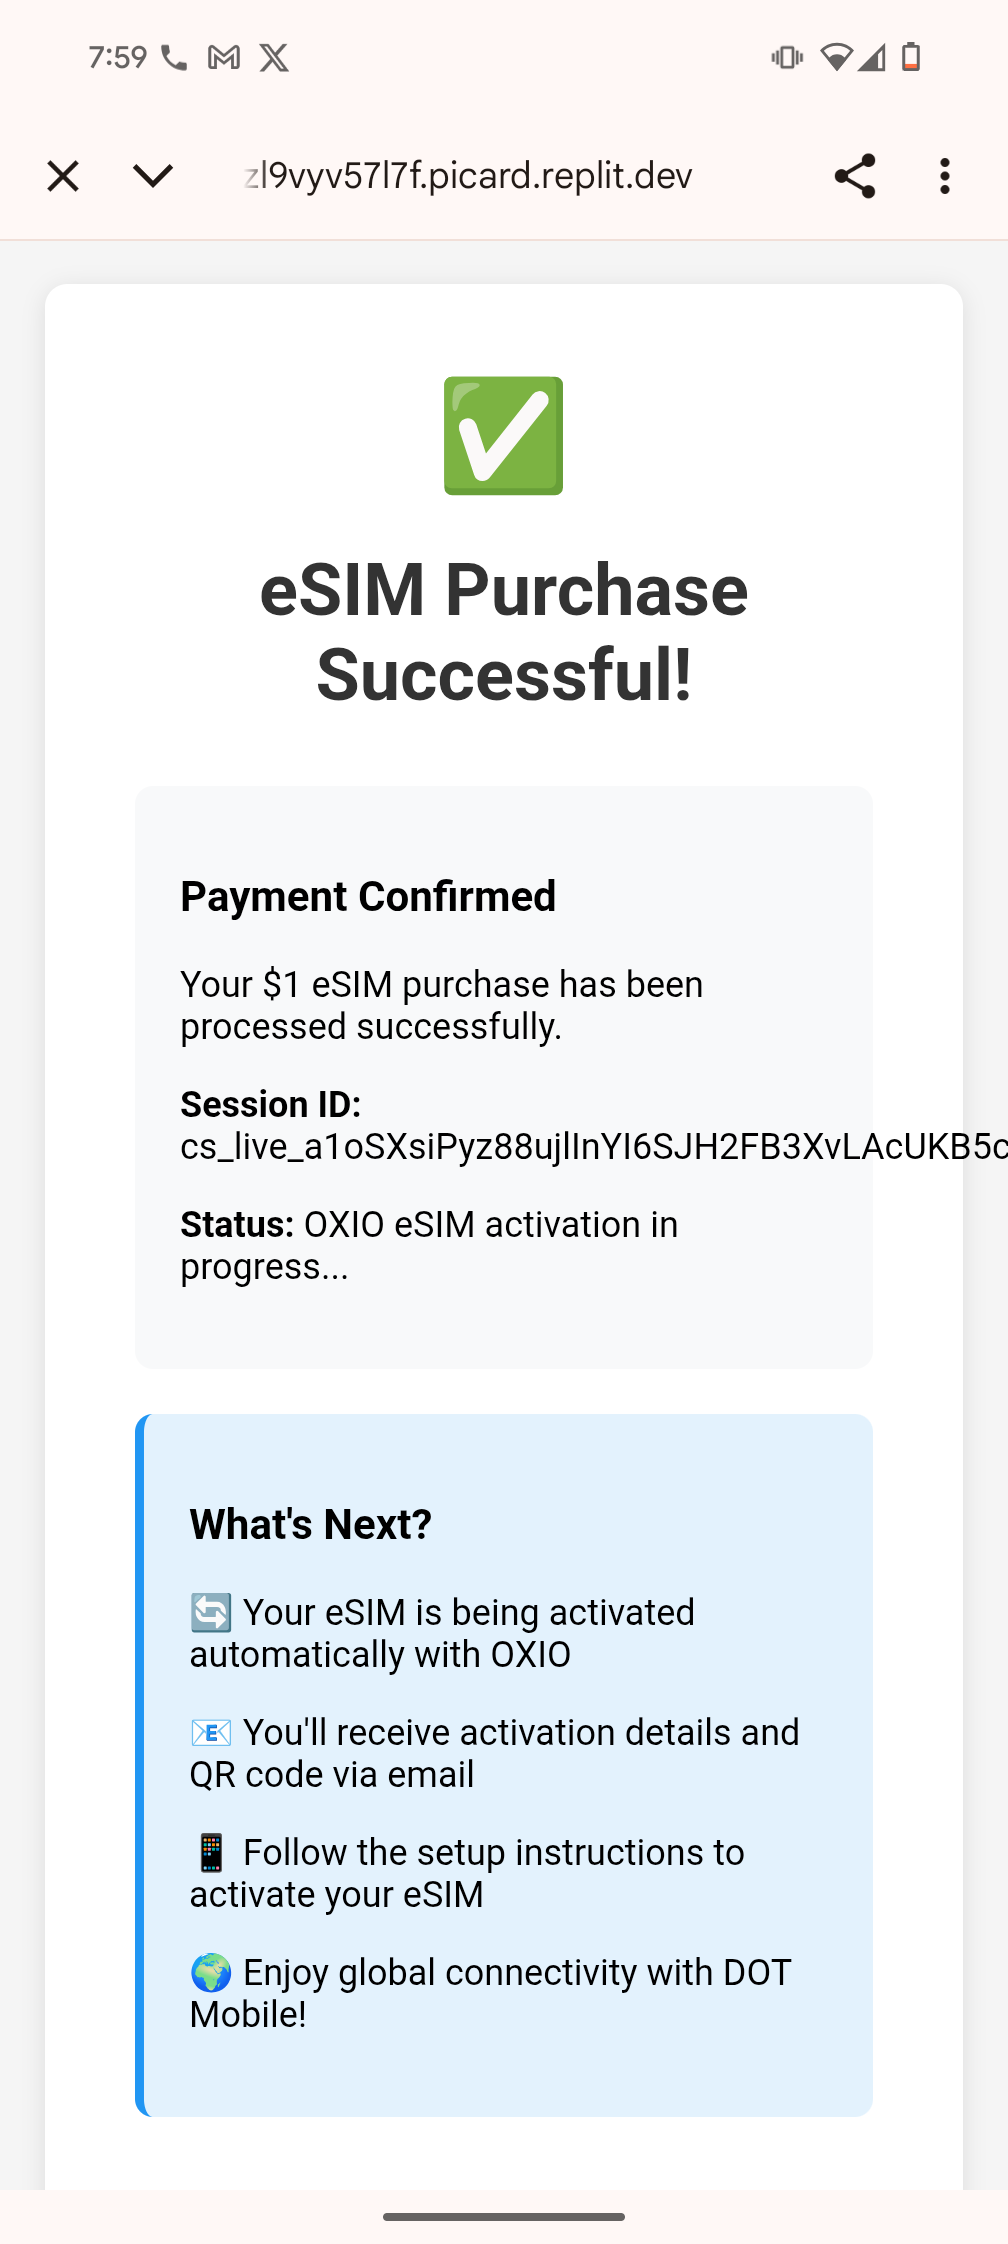 7:59
zl9vyv57l7f.picard.replit.dev
eSIM Purchase
Successful!
Payment Confirmed
Your $1 eSIM purchase has been
processed successfully.
Session ID:
cs_live_a1oSXsiPyz88ujlInYI6SJH2FB3XvLAcUKB5c
Status: OXIO eSIM activation in
progress...
What's Next?
Your eSIM is being activated
automatically with OXIO
You'll receive activation details and
QR code via email
Follow the setup instructions to
activate your eSIM
Enjoy global connectivity with DOT
Mobile!